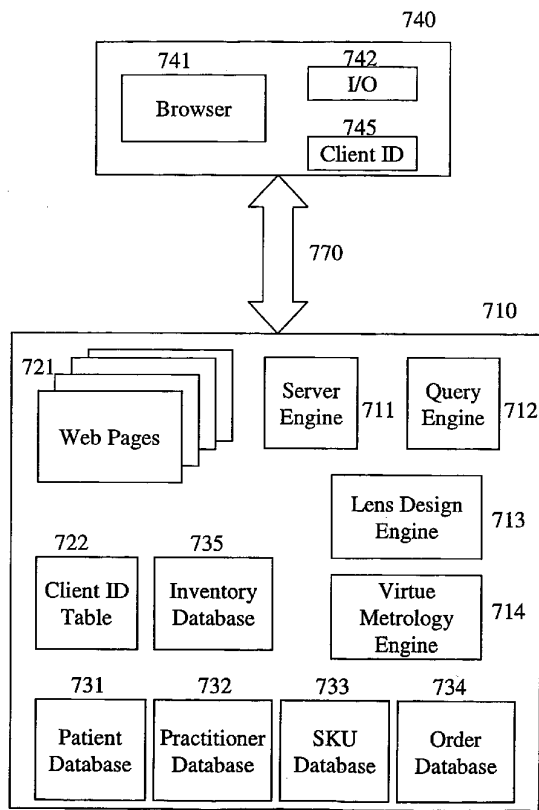 740
741
742
Browser
I/O
745
Client ID
770
710
721
Web Pages
Server
Engine
711
Query
Engine
712
Lens Design
Engine
713
722
735
Client ID
Table
Inventory
Database
Virtue
Metrology
Engine
714
731
732
733
734
Patient
Database
Practitioner
Database
SKU
Database
Order
Database